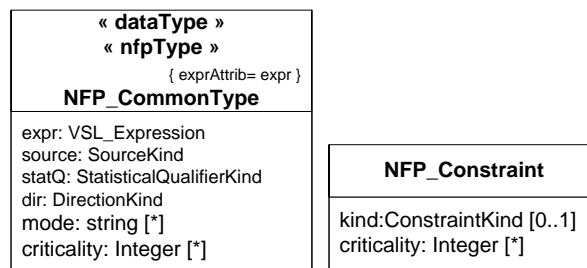 « dataType »
« nfpType »
{ exprAttrib= expr }
NFP_CommonType
expr: VSL_Expression
source: SourceKind
statQ: StatisticalQualifierKind
dir: DirectionKind
mode: string [*]
criticality: Integer [*]
NFP_Constraint
kind:ConstraintKind [0..1]
criticality: Integer [*]